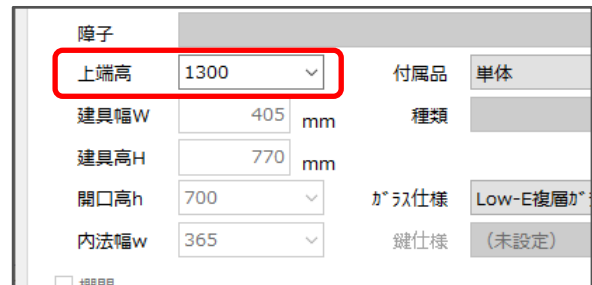 障子
上端高 1300 付属品 単体
建具幅W 405 mm 種類
建具高H 770 mm
開口高h 700 ｶﾞﾗｽ仕様 Low-E複層ｶﾞ
内法幅w 365 鍵仕様 (未設定)